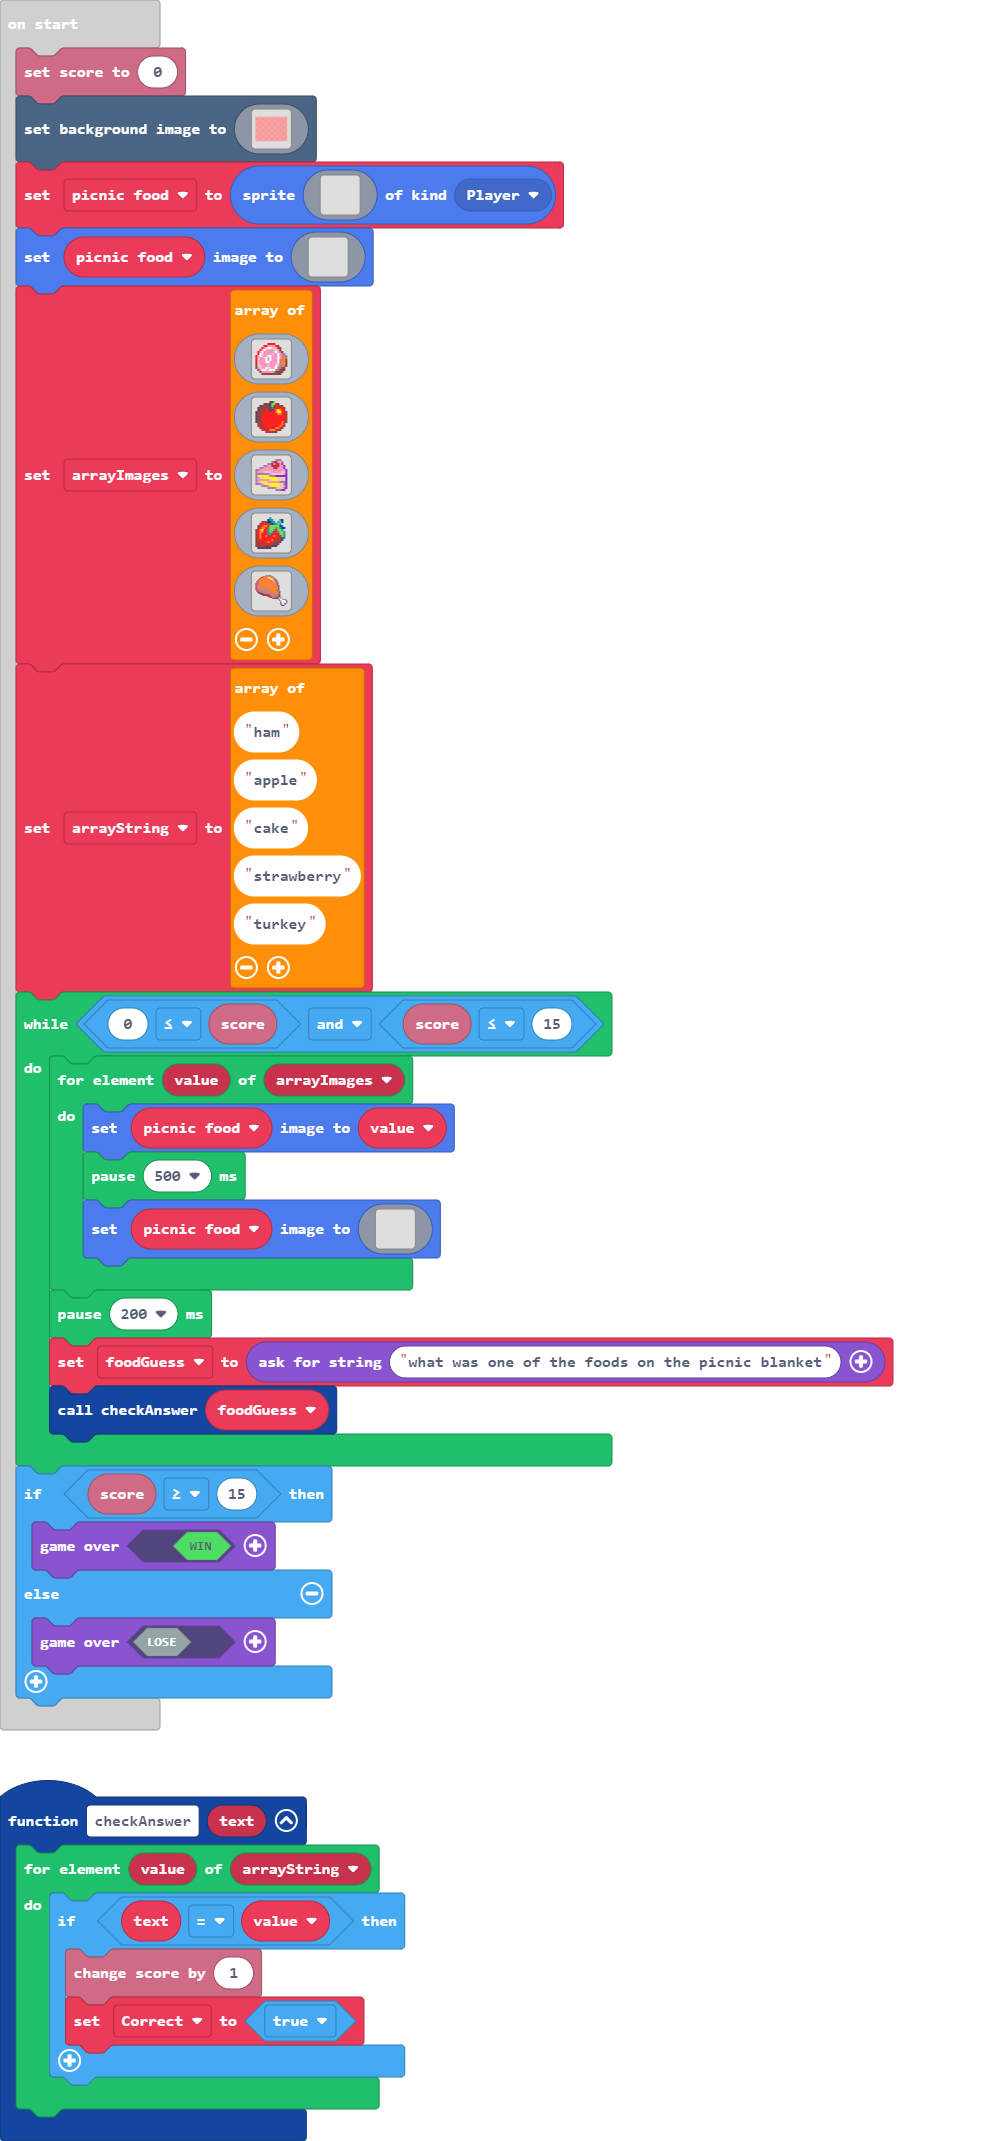 on start
set score to 0
set background image to
set picnic food to sprite of kind Player
set picnic food image to
set arrayImages to array of
set arrayString to array of
"ham"
"apple"
"cake"
"strawberry"
"turkey"
while 0 ≤ score and score ≤ 15
do for element value of arrayImages
do set picnic food image to value
pause 500 ms
set picnic food image to
pause 200 ms
set foodGuess to ask for string "what was one of the foods on the picnic blanket"
call checkAnswer foodGuess
if score ≥ 15 then
game over WIN
else
game over LOSE
function checkAnswer text
for element value of arrayString
do if text = value then
change score by 1
set Correct to true